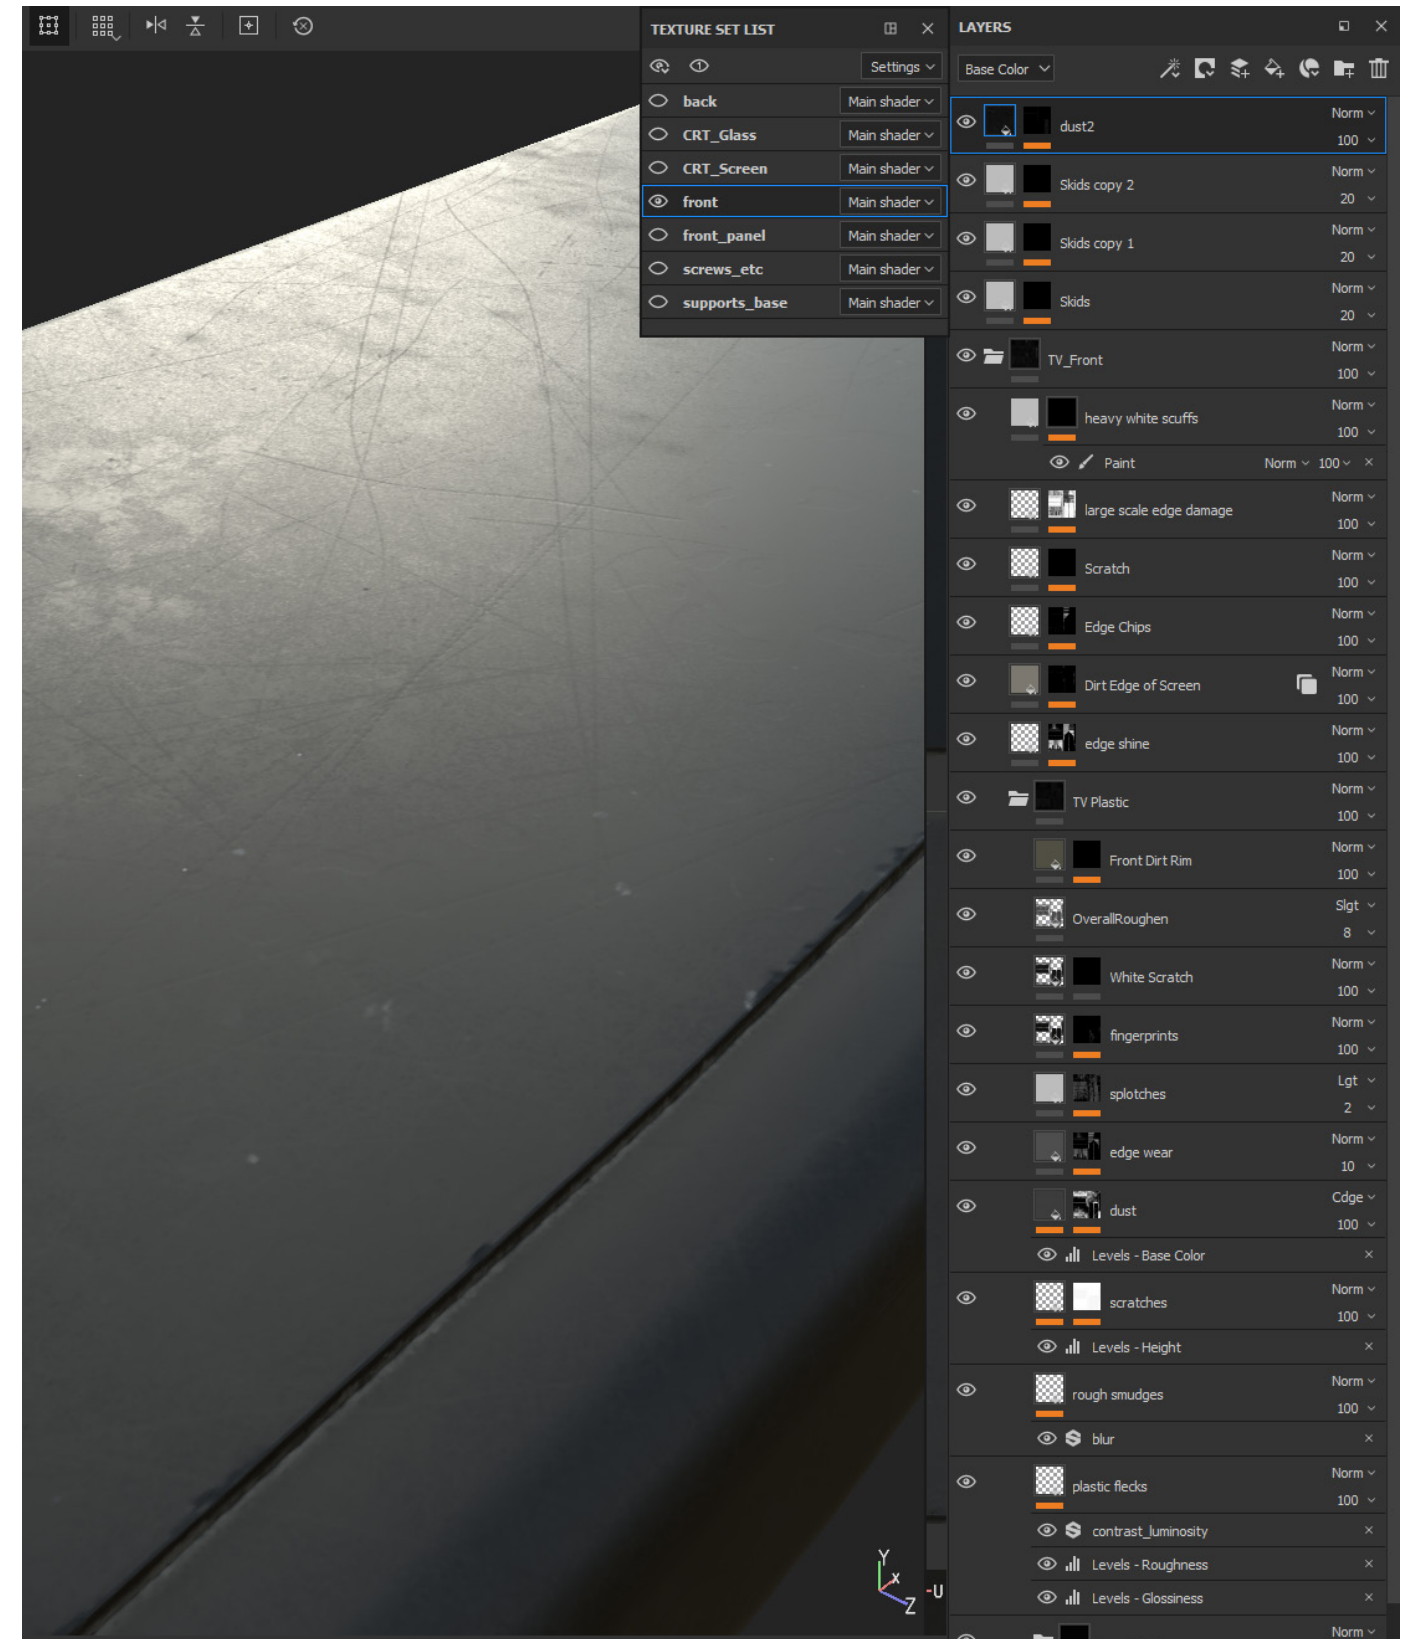 TEXTURE SET LIST
Settings
back Main shader
CRT_Glass Main shader
CRT_Screen Main shader
front Main shader
front_panel Main shader
screws_etc Main shader
supports_base Main shader
Y
X
Z
-U
LAYERS
Base Color
dust2 Norm
100
Skids copy 2 Norm
20
Skids copy 1 Norm
20
Skids Norm
20
TV_Front Norm
100
heavy white scuffs Norm
100
Paint Norm 100
large scale edge damage Norm
100
Scratch Norm
100
Edge Chips Norm
100
Dirt Edge of Screen Norm
100
edge shine Norm
100
TV Plastic Norm
100
Front Dirt Rim Norm
100
OverallRoughen Slgt
8
White Scratch Norm
100
fingerprints Norm
100
splotches Lgt
2
edge wear Norm
10
dust Cdge
100
Levels - Base Color
scratches Norm
100
Levels - Height
rough smudges Norm
100
blur
plastic flecks Norm
100
contrast_luminosity
Levels - Roughness
Levels - Glossiness
Norm